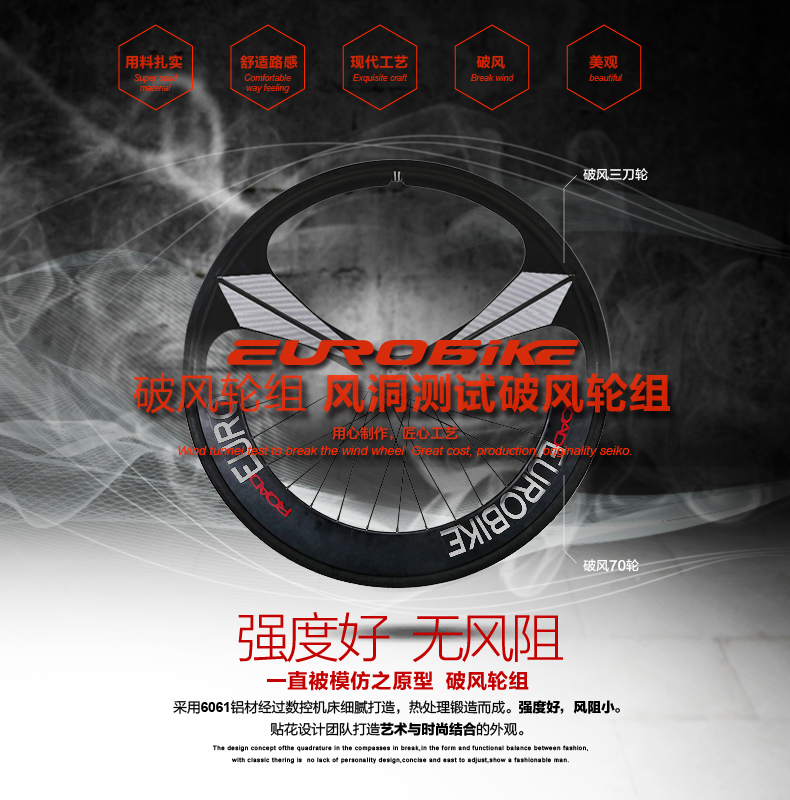 用料扎实
Super solid
material
舒适路感
Comfortable
way feeling
现代工艺
Exquisite craft
破风
Break wind
美观
beautiful
破风三刀轮
EUROBIKE
破风轮组 风洞测试破风轮组
用心制作，匠心工艺
Wind tunnel test to break the wind wheel Great cost, production, originality seiko.
ROAD EURO
ROAD EUROBIKE
破风70轮
强度好 无风阻
一直被模仿之原型 破风轮组
采用6061铝材经过数控机床细腻打造，热处理锻造而成。强度好，风阻小。
贴花设计团队打造艺术与时尚结合的外观。
The design concept ofthe quadrature in the compasses in break,in the form and functional balance between fashion,
with classic thering is no lack of personality design,concise and east to adjust,show a fashionable man.